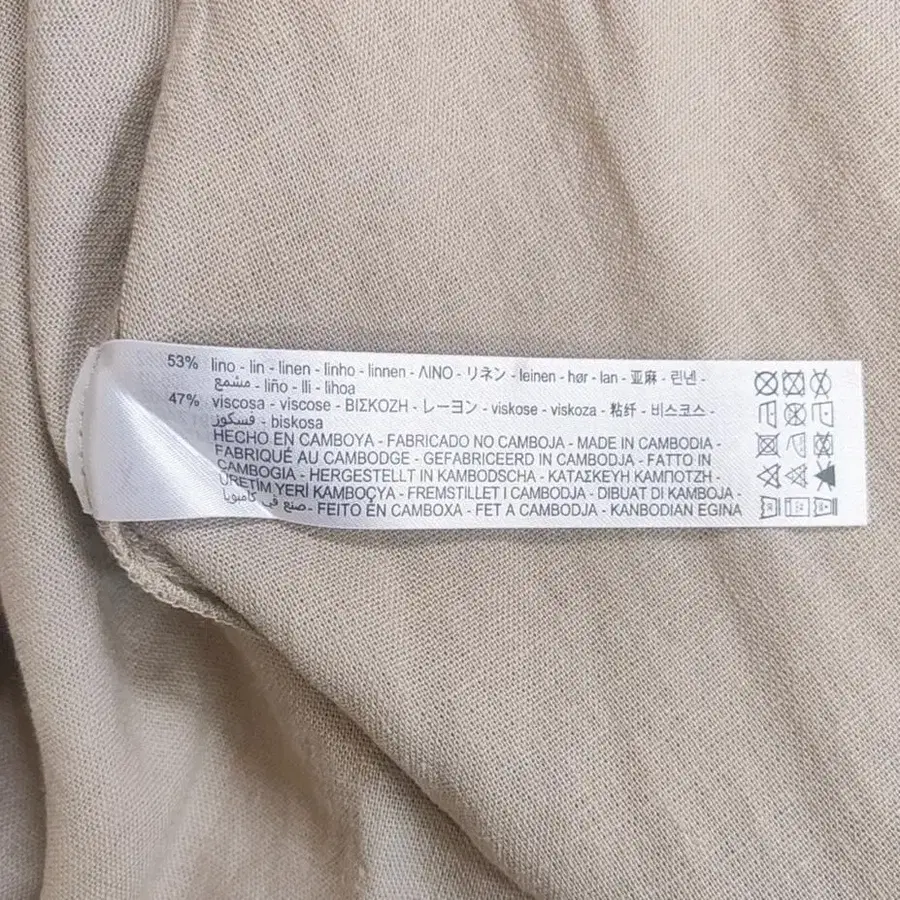 53% lino - lin - linen - linho - linnen - ΛΙΝΟ - リネン - leinen - hør - lan - 亚麻 - 린넨 -
مشمع - liño - lli - lihoa
47% viscosa - viscose - ΒΙΣΚΟΖΗ - レーヨン - viskose - viskoza - 粘纤 - 비스코스 -
فسكوز - biskosa
HECHO EN CAMBOYA - FABRICADO NO CAMBOJA - MADE IN CAMBODIA -
FABRIQUÉ AU CAMBODGE - GEFABRICEERD IN CAMBODJA - FATTO IN
CAMBOGIA - HERGESTELLT IN KAMBODSCHA - ΚΑΤΑΣΚΕΥΗ ΚΑΜΠΟΤΖΗ -
ÜRETIM YERİ KAMBOÇYA - FREMSTILLET I CAMBODJA - DIBUAT DI KAMBOJA -
صنع في كامبوديا - FEITO EN CAMBOXA - FET A CAMBODJA - KANBODIAN EGINA